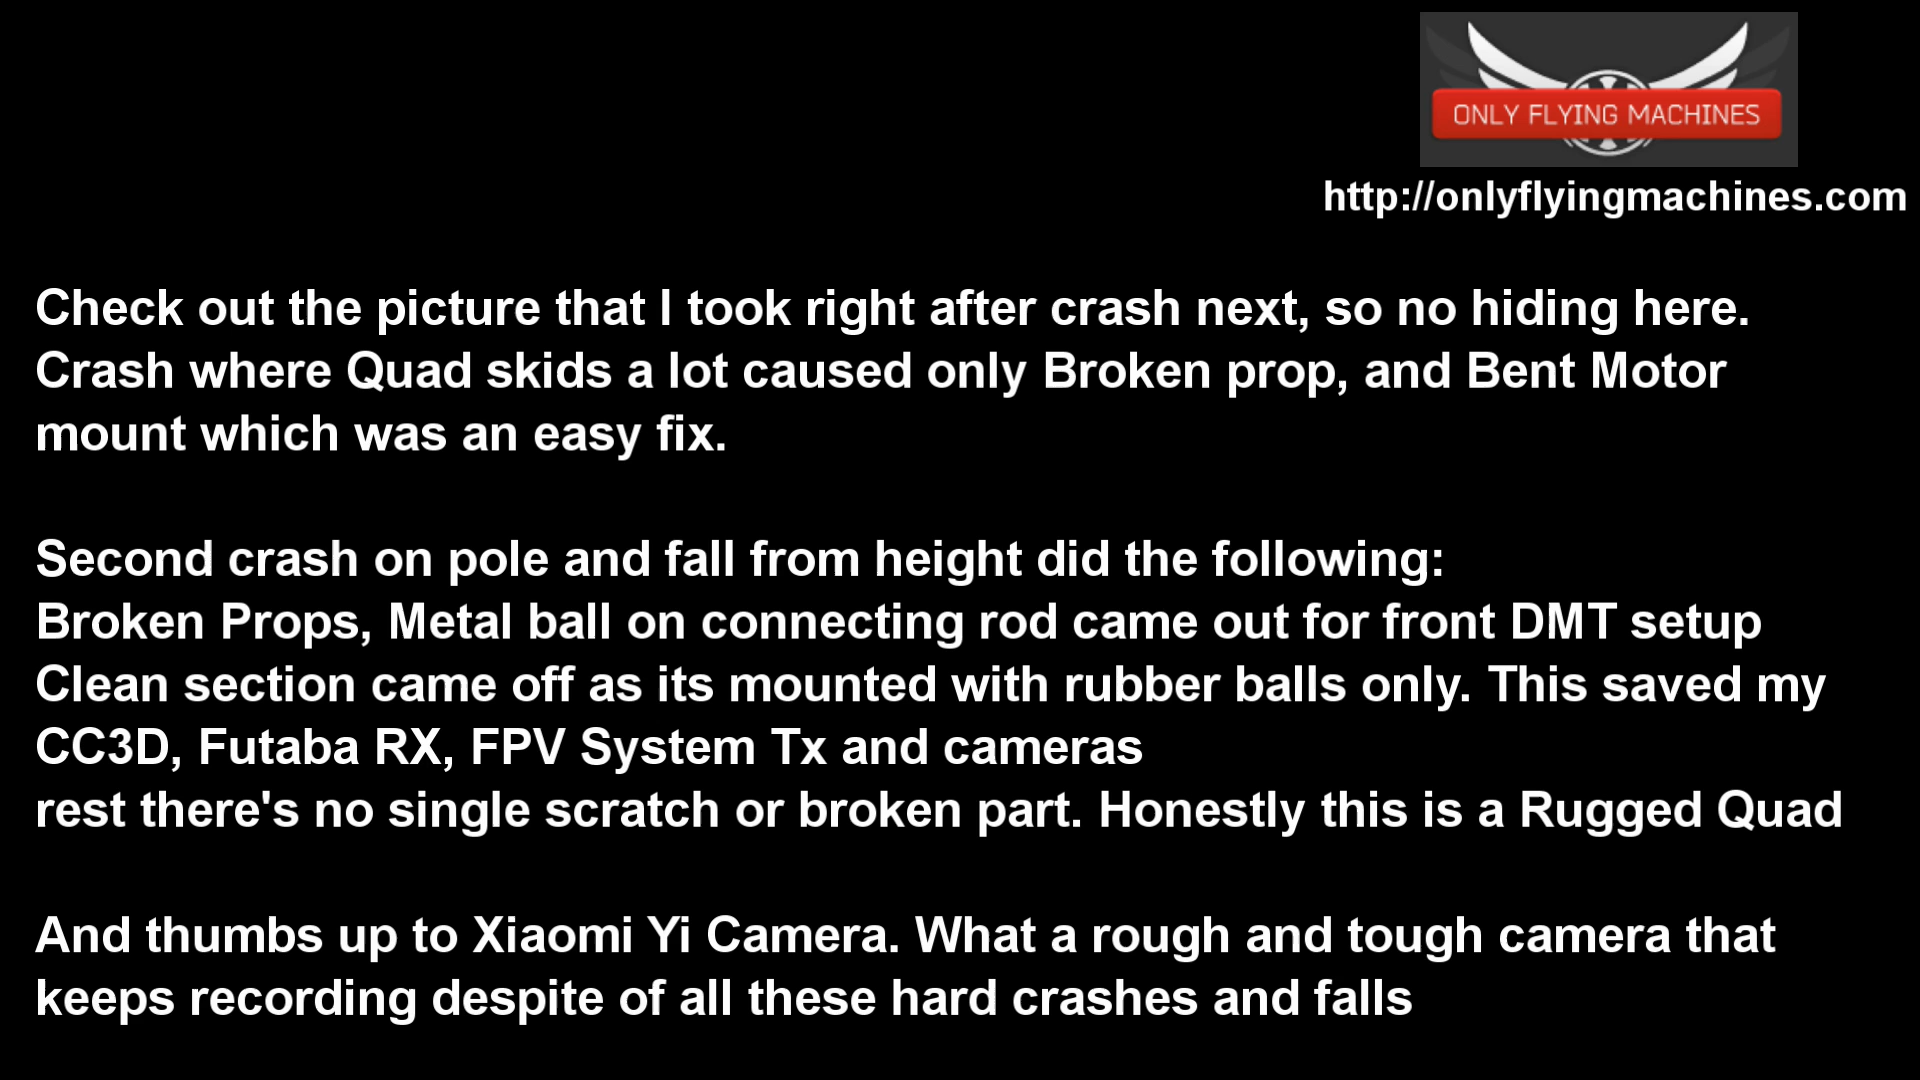 ONLY FLYING MACHINES
http://onlyflyingmachines.com
Check out the picture that I took right after crash next, so no hiding here.
Crash where Quad skids a lot caused only Broken prop, and Bent Motor
mount which was an easy fix.
Second crash on pole and fall from height did the following:
Broken Props, Metal ball on connecting rod came out for front DMT setup
Clean section came off as its mounted with rubber balls only. This saved my
CC3D, Futaba RX, FPV System Tx and cameras
rest there's no single scratch or broken part. Honestly this is a Rugged Quad
And thumbs up to Xiaomi Yi Camera. What a rough and tough camera that
keeps recording despite of all these hard crashes and falls